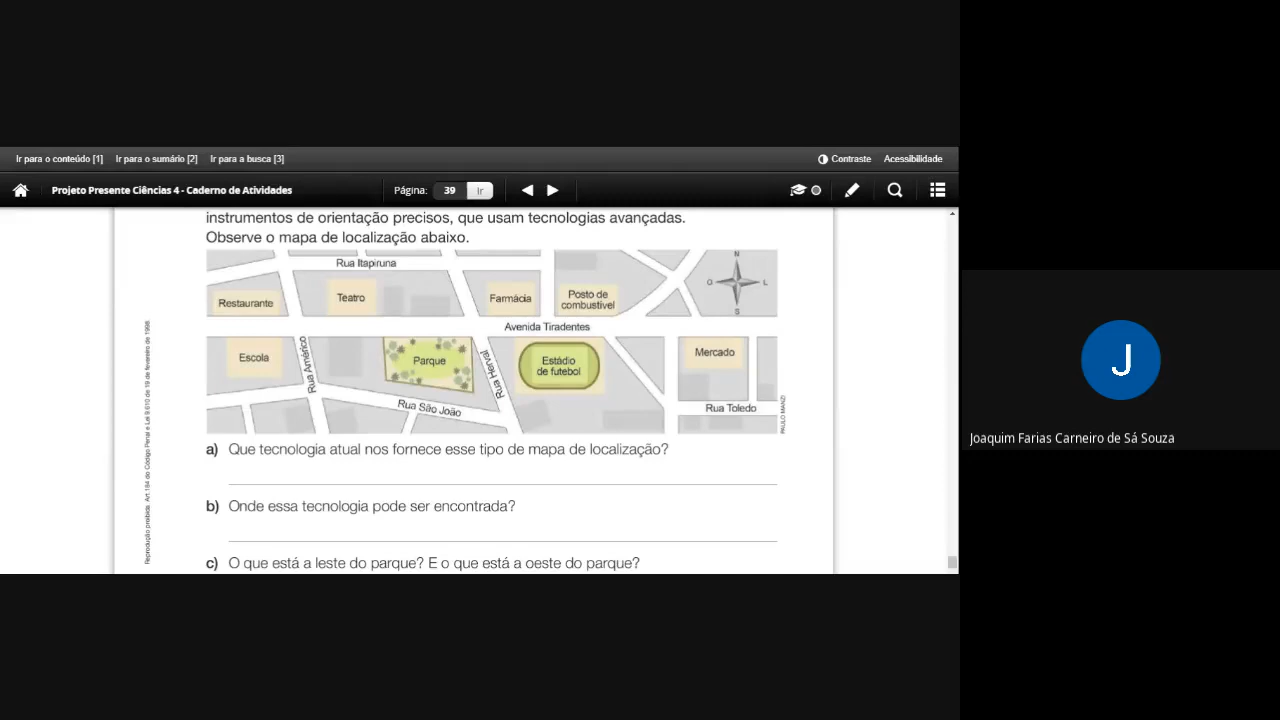 Ir para o conteúdo [1] Ir para o sumário [2] Ir para a busca [3] Contraste Acessibilidade
Projeto Presente Ciências 4 - Caderno de Atividades Página: 39 Ir
instrumentos de orientação precisos, que usam tecnologias avançadas.
Observe o mapa de localização abaixo.
N
O L
S
Rua Itapiruna
Restaurante
Teatro
Farmácia
Posto de
combustível
Avenida Tiradentes
Escola
Rua Américo
Parque
Rua Herval
Estádio
de futebol
Mercado
Rua São João
Rua Toledo
PAULO MANZI
Reprodução proibida. Art.184 do Código Penal e Lei 9.610 de 19 de fevereiro de 1998.
a) Que tecnologia atual nos fornece esse tipo de mapa de localização?
b) Onde essa tecnologia pode ser encontrada?
c) O que está a leste do parque? E o que está a oeste do parque?
J
Joaquim Farias Carneiro de Sá Souza